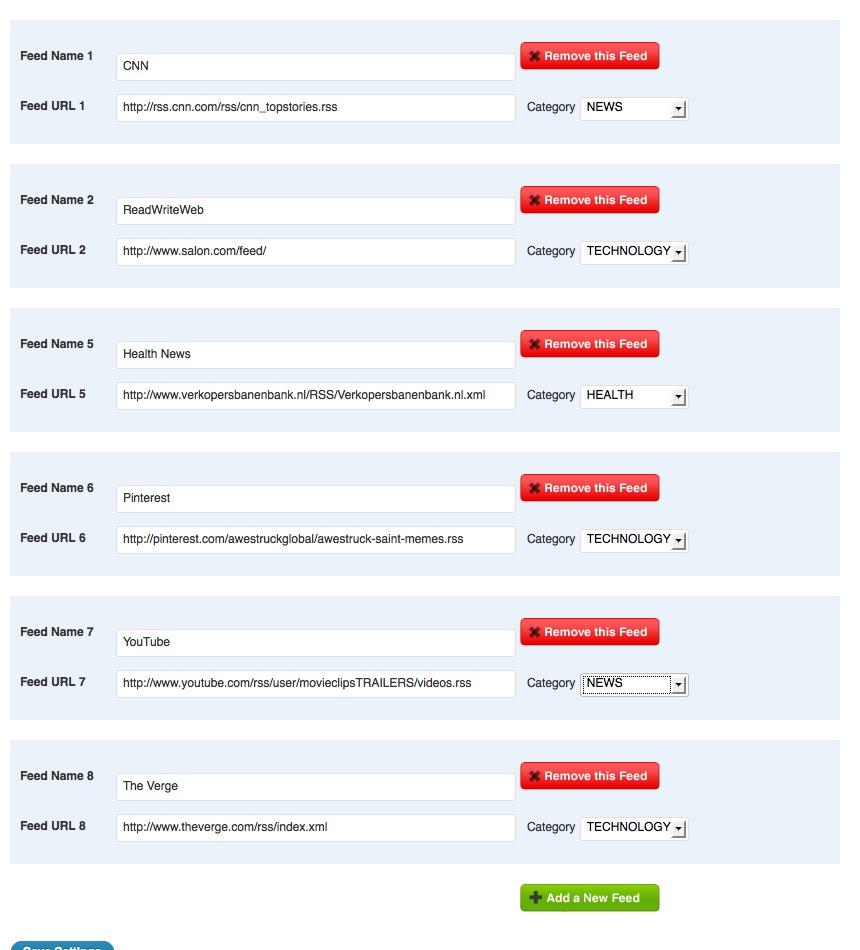 Feed Name 1 CNN Remove this Feed
Feed URL 1 http://rss.cnn.com/rss/cnn_topstories.rss Category NEWS
Feed Name 2 ReadWriteWeb Remove this Feed
Feed URL 2 http://www.salon.com/feed/ Category TECHNOLOGY
Feed Name 5 Health News Remove this Feed
Feed URL 5 http://www.verkopersbanenbank.nl/RSS/Verkopersbanenbank.nl.xml Category HEALTH
Feed Name 6 Pinterest Remove this Feed
Feed URL 6 http://pinterest.com/awestruckglobal/awestruck-saint-memes.rss Category TECHNOLOGY
Feed Name 7 YouTube Remove this Feed
Feed URL 7 http://www.youtube.com/rss/user/movieclipsTRAILERS/videos.rss Category NEWS
Feed Name 8 The Verge Remove this Feed
Feed URL 8 http://www.theverge.com/rss/index.xml Category TECHNOLOGY
Add a New Feed
Save Settings